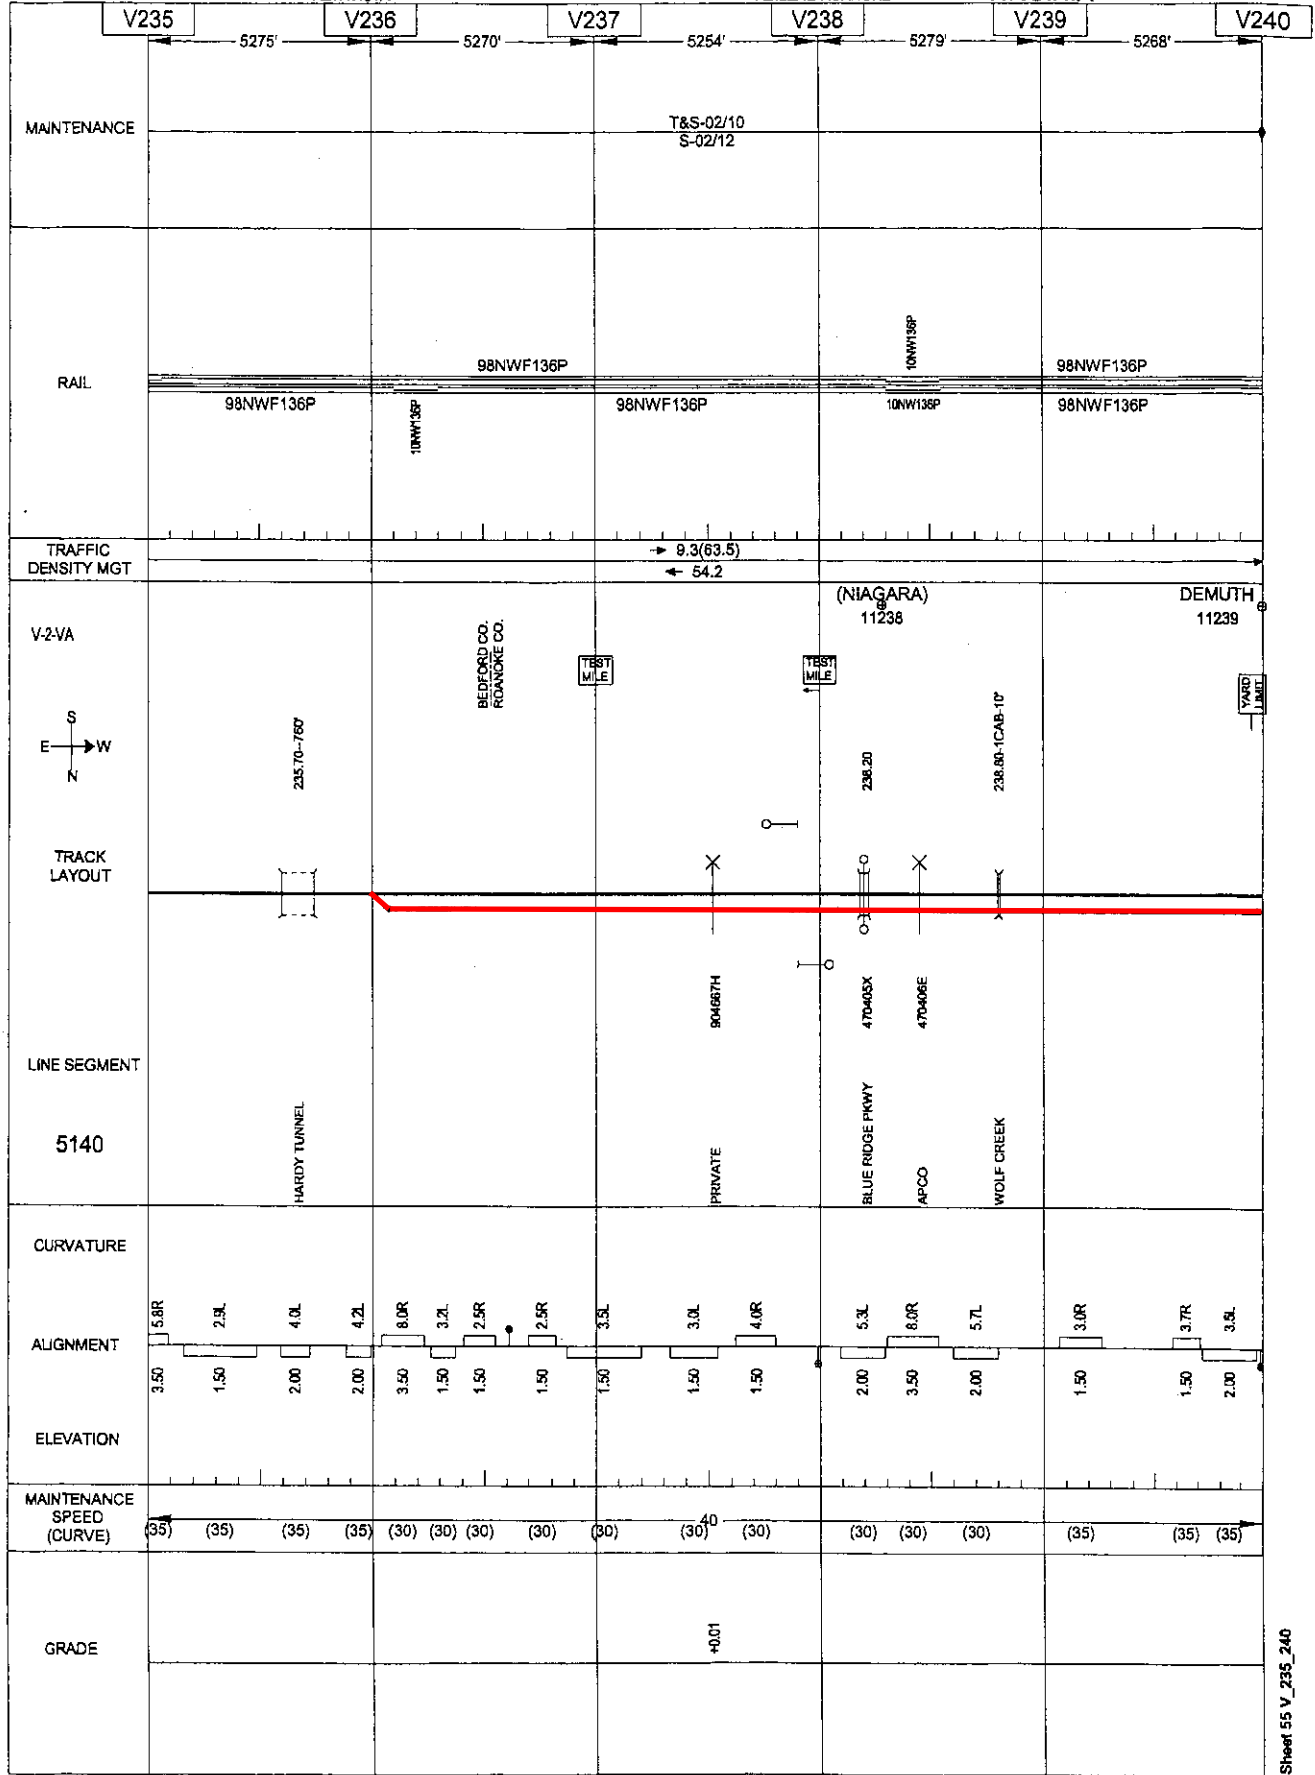 V235 V236 V237 V238 V239 V240
5275' 5270' 5254' 5279' 5268'
MAINTENANCE
T&S-02/10
S-02/12
RAIL
98NWF136P 10NW136P 98NWF136P
98NWF136P 10NW136P 98NWF136P 10NW136P 98NWF136P
TRAFFIC
DENSITY MGT
9.3(63.5)
54.2
V-2-VA
BEDFORD CO.
ROANOKE CO.
TEST
MILE
TEST
MILE
(NIAGARA)
11238
DEMUTH
11239
YARD
LIMIT
S
E W
N
235.70--760'
238.20
238.80-1CAB-10'
TRACK
LAYOUT
904667H
470405X
470406E
LINE SEGMENT
5140
HARDY TUNNEL
PRIVATE
BLUE RIDGE PKWY
APCO
WOLF CREEK
CURVATURE
5.8R 2.9L 4.0L 4.2L 8.0R 3.2L 2.5R 2.5R 3.5L 3.0L 4.0R 5.3L 8.0R 5.7L 3.0R 3.7R 3.5L
ALIGNMENT
3.50 1.50 2.00 2.00 3.50 1.50 1.50 1.50 1.50 1.50 1.50 2.00 3.50 2.00 1.50 1.50 2.00
ELEVATION
MAINTENANCE
SPEED
(CURVE)
40
(35) (35) (35) (35) (30) (30) (30) (30) (30) (30) (30) (30) (30) (30) (35) (35) (35)
GRADE
+0.01
Sheet 55 V_235_240